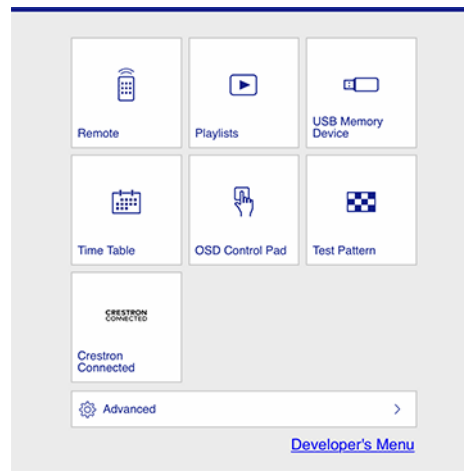 Remote
Playlists
USB Memory
Device
Time Table
OSD Control Pad
Test Pattern
CRESTRON
CONNECTED
Crestron
Connected
Advanced
Developer's Menu